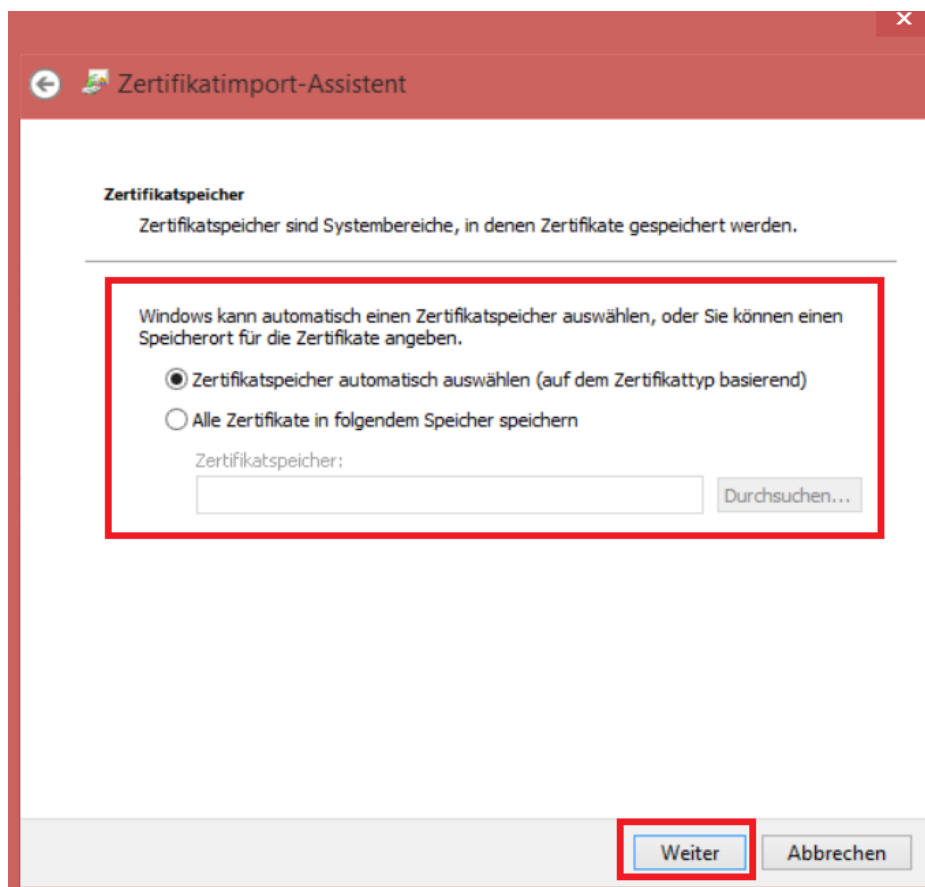 Zertifikatimport-Assistent
Zertifikatspeicher
Zertifikatspeicher sind Systembereiche, in denen Zertifikate gespeichert werden.
Windows kann automatisch einen Zertifikatspeicher auswählen, oder Sie können einen
Speicherort für die Zertifikate angeben.
Zertifikatspeicher automatisch auswählen (auf dem Zertifikattyp basierend)
Alle Zertifikate in folgendem Speicher speichern
Zertifikatspeicher:
Durchsuchen...
Weiter
Abbrechen